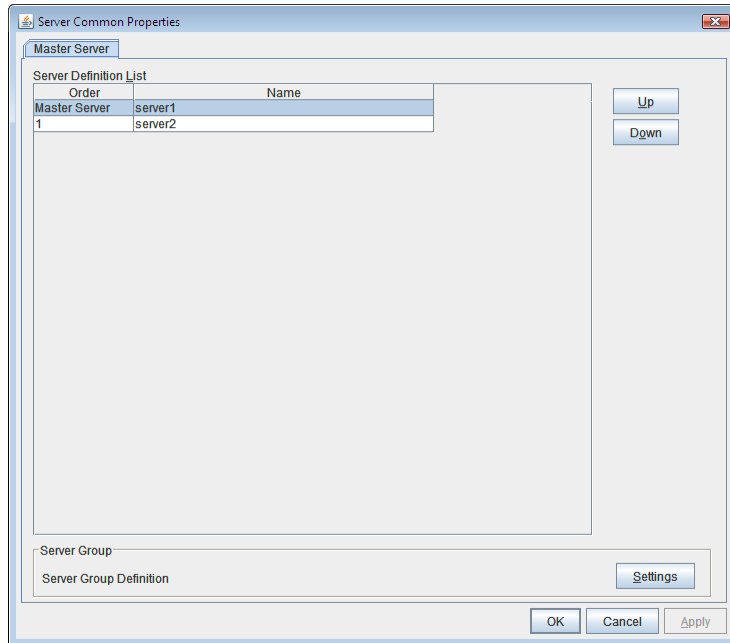 Server Common Properties
Master Server
Server Definition List
Order Name
Master Server server1
1 server2
Up
Down
Server Group
Server Group Definition
Settings
OK Cancel Apply